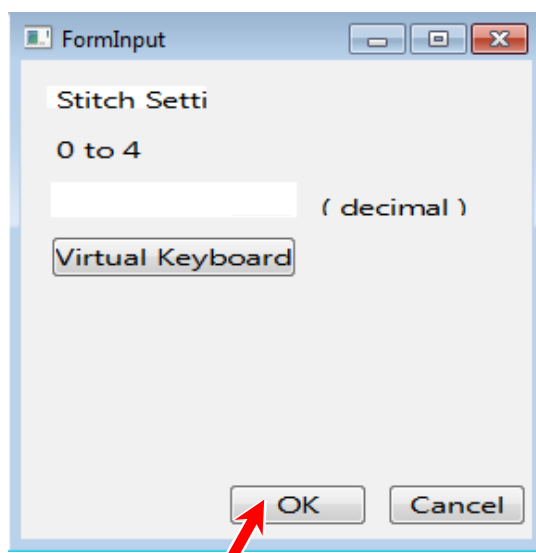 FormInput
Stitch Setti
0 to 4
( decimal )
Virtual Keyboard
OK Cancel